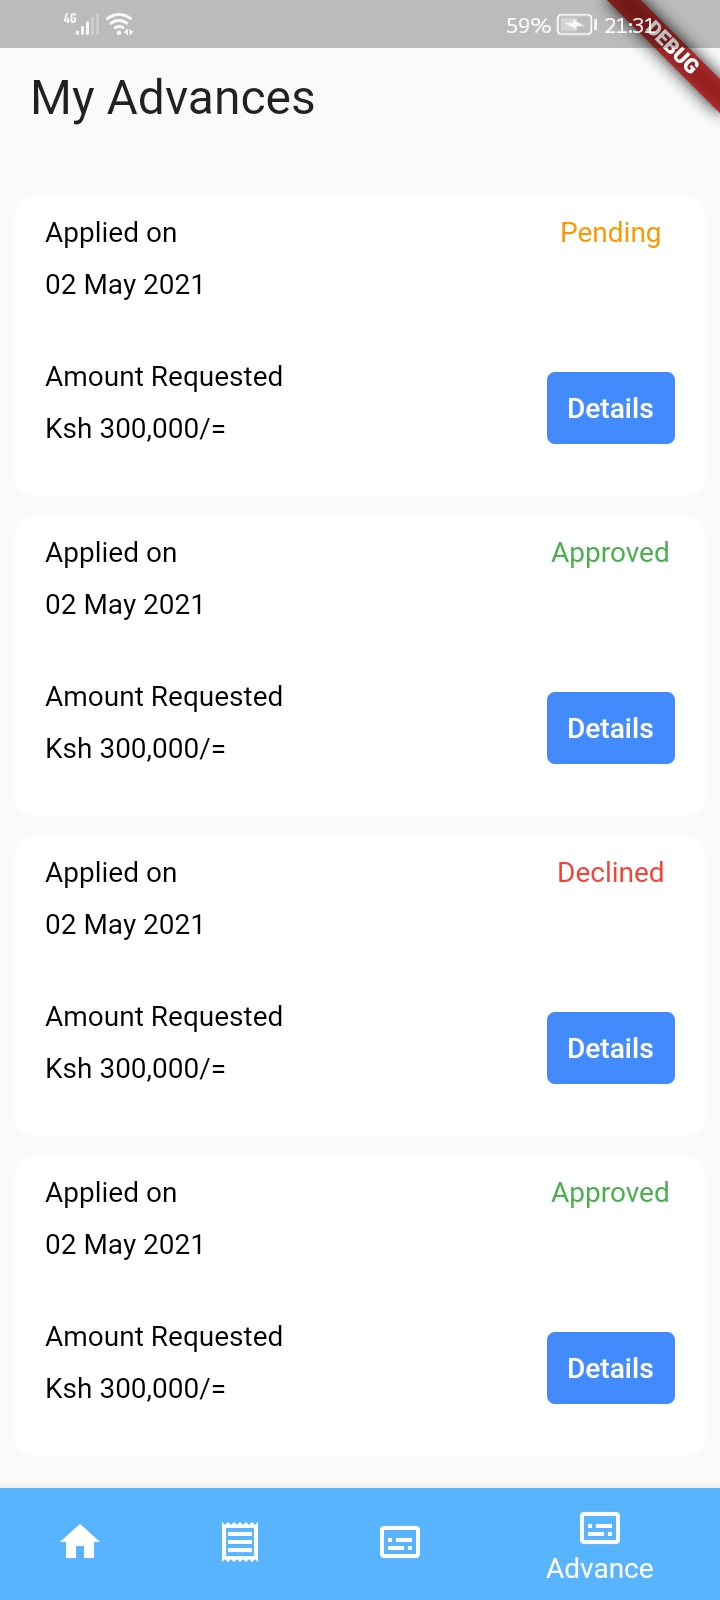 4G 59% 21:31
DEBUG
My Advances
Applied on Pending
02 May 2021
Amount Requested
Ksh 300,000/= Details
Applied on Approved
02 May 2021
Amount Requested
Ksh 300,000/= Details
Applied on Declined
02 May 2021
Amount Requested
Ksh 300,000/= Details
Applied on Approved
02 May 2021
Amount Requested
Ksh 300,000/= Details
Advance